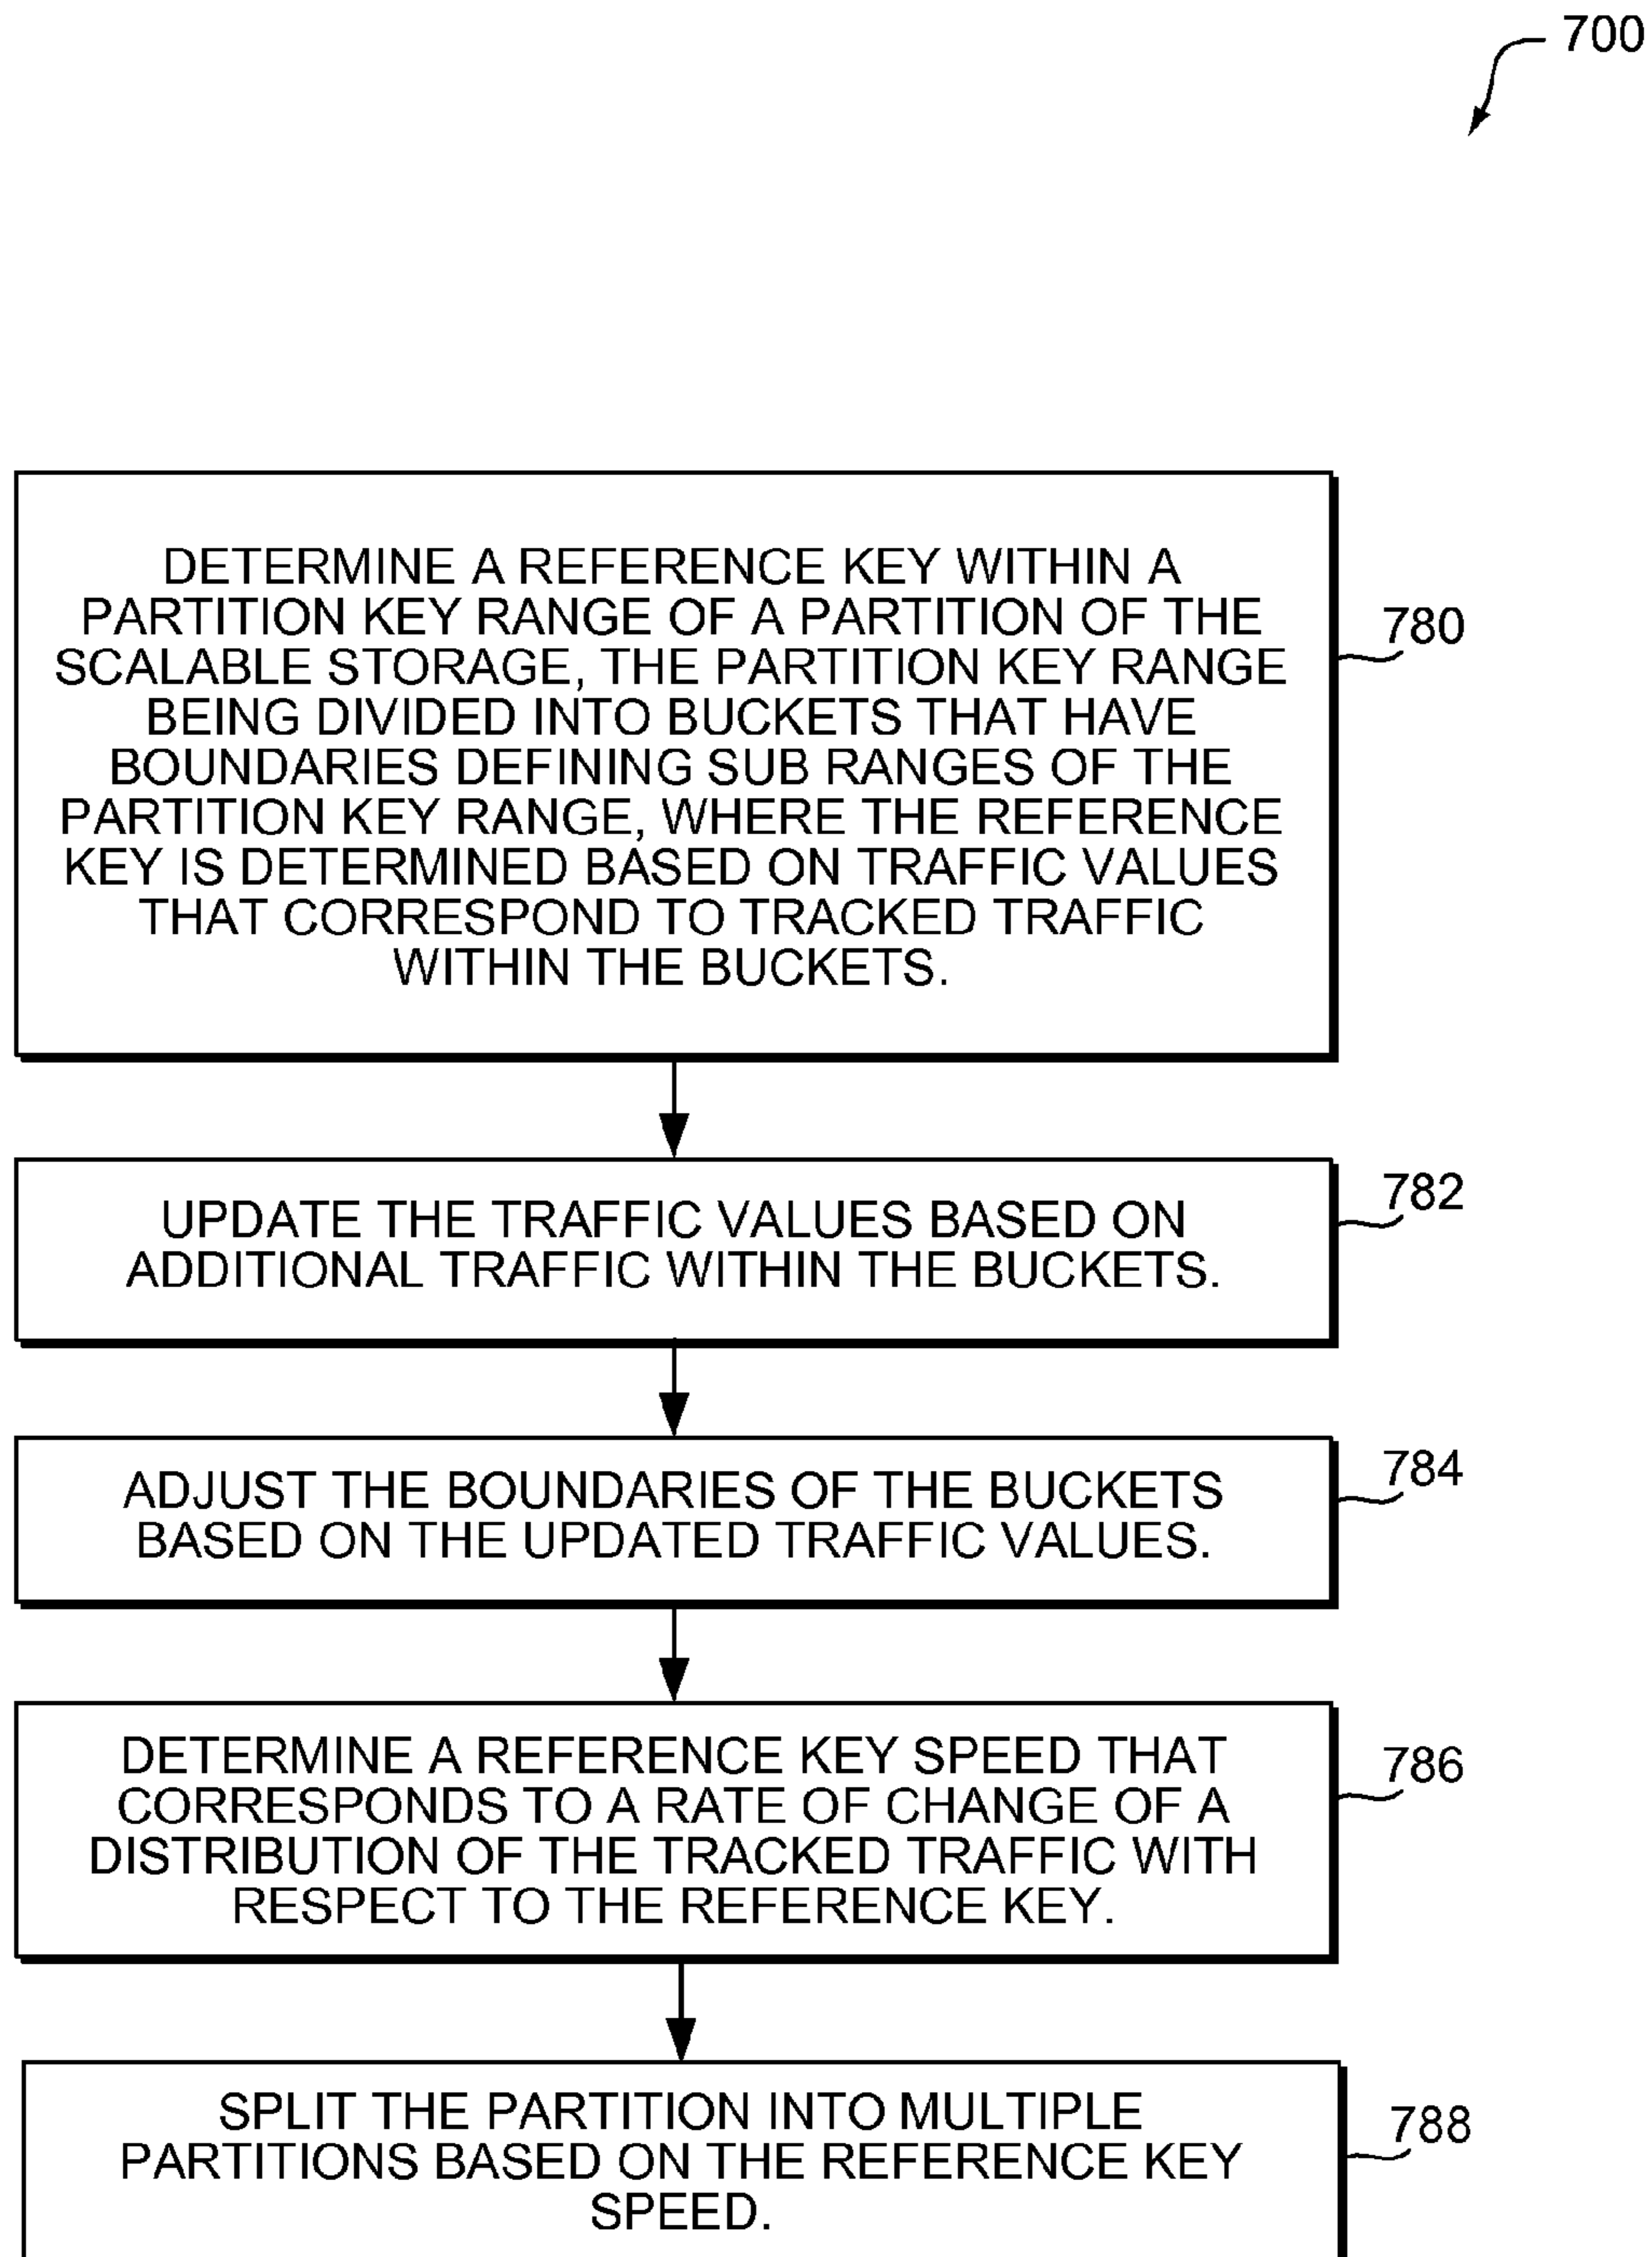 700
DETERMINE A REFERENCE KEY WITHIN A
PARTITION KEY RANGE OF A PARTITION OF THE
SCALABLE STORAGE, THE PARTITION KEY RANGE
BEING DIVIDED INTO BUCKETS THAT HAVE
BOUNDARIES DEFINING SUB RANGES OF THE
PARTITION KEY RANGE, WHERE THE REFERENCE
KEY IS DETERMINED BASED ON TRAFFIC VALUES
THAT CORRESPOND TO TRACKED TRAFFIC
WITHIN THE BUCKETS.
780
UPDATE THE TRAFFIC VALUES BASED ON
ADDITIONAL TRAFFIC WITHIN THE BUCKETS.
782
ADJUST THE BOUNDARIES OF THE BUCKETS
BASED ON THE UPDATED TRAFFIC VALUES.
784
DETERMINE A REFERENCE KEY SPEED THAT
CORRESPONDS TO A RATE OF CHANGE OF A
DISTRIBUTION OF THE TRACKED TRAFFIC WITH
RESPECT TO THE REFERENCE KEY.
786
SPLIT THE PARTITION INTO MULTIPLE
PARTITIONS BASED ON THE REFERENCE KEY
SPEED.
788